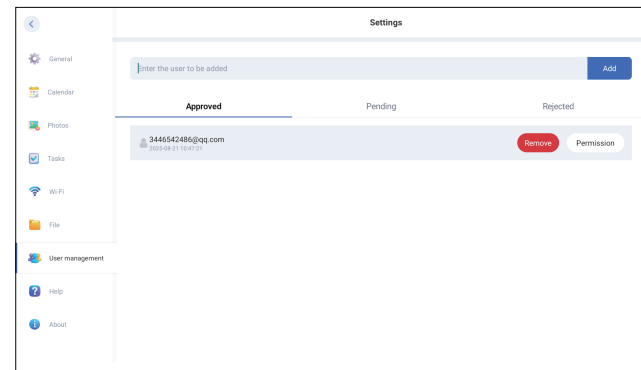 Settings
General
Calendar
Photos
Tasks
Wi-Fi
File
User management
Help
About
Enter the user to be added
Add
Approved
Pending
Rejected
3446542486@qq.com
2025-08-21 10:47:21
Remove
Permission